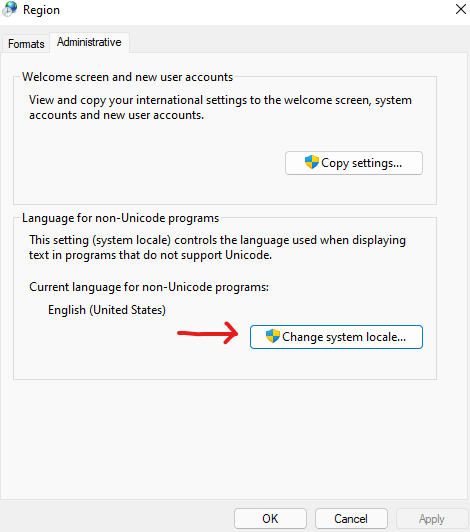 Region
Formats
Administrative
Welcome screen and new user accounts
View and copy your international settings to the welcome screen, system
accounts and new user accounts.
Copy settings...
Language for non-Unicode programs
This setting (system locale) controls the language used when displaying
text in programs that do not support Unicode.
Current language for non-Unicode programs:
English (United States)
Change system locale...
OK
Cancel
Apply